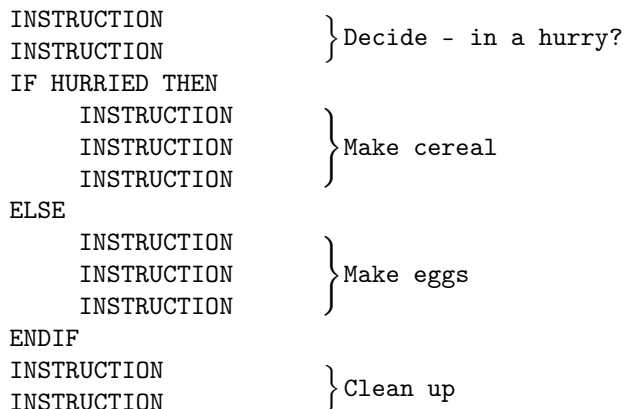 INSTRUCTION
INSTRUCTION
Decide - in a hurry?
IF HURRIED THEN
INSTRUCTION
INSTRUCTION
INSTRUCTION
Make cereal
ELSE
INSTRUCTION
INSTRUCTION
INSTRUCTION
Make eggs
ENDIF
INSTRUCTION
INSTRUCTION
Clean up